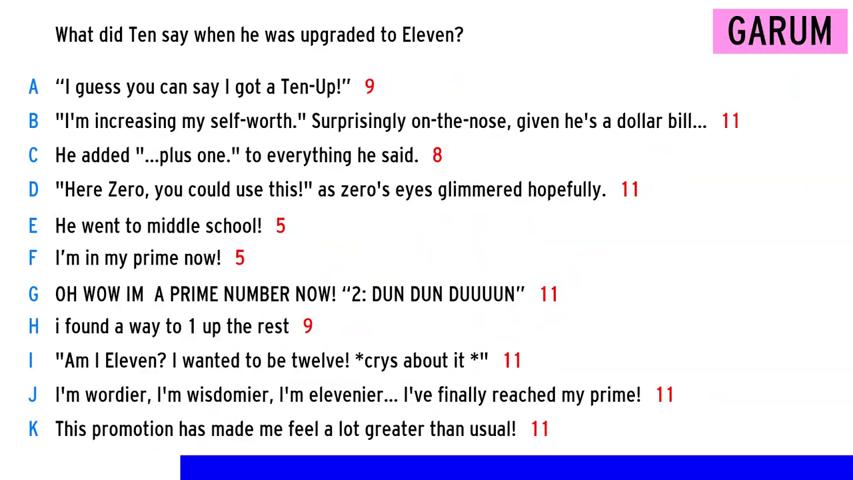 What did Ten say when he was upgraded to Eleven?
GARUM
A “I guess you can say I got a Ten-Up!” 9
B "I'm increasing my self-worth." Surprisingly on-the-nose, given he's a dollar bill... 11
C He added "...plus one." to everything he said. 8
D "Here Zero, you could use this!" as zero's eyes glimmered hopefully. 11
E He went to middle school! 5
F I’m in my prime now! 5
G OH WOW IM  A PRIME NUMBER NOW! “2: DUN DUN DUUUUN” 11
H i found a way to 1 up the rest 9
I "Am I Eleven? I wanted to be twelve! *crys about it *" 11
J I'm wordier, I'm wisdomier, I'm elevenier... I've finally reached my prime! 11
K This promotion has made me feel a lot greater than usual! 11